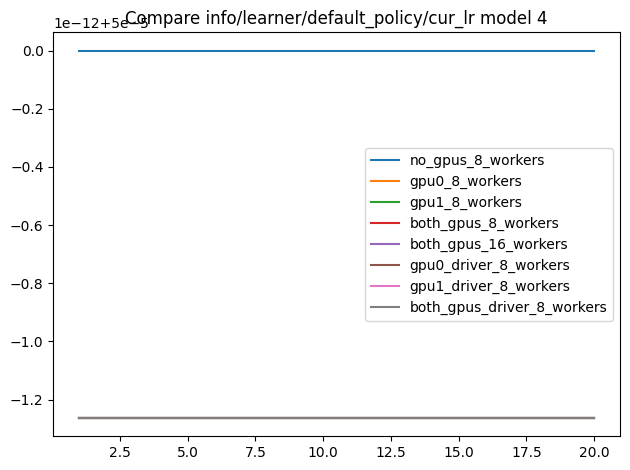 Compare info/learner/default_policy/cur_lr model 4
1e−12+5e−5
0.0
−0.2
−0.4
−0.6
−0.8
−1.0
−1.2
no_gpus_8_workers
gpu0_8_workers
gpu1_8_workers
both_gpus_8_workers
both_gpus_16_workers
gpu0_driver_8_workers
gpu1_driver_8_workers
both_gpus_driver_8_workers
2.5 5.0 7.5 10.0 12.5 15.0 17.5 20.0